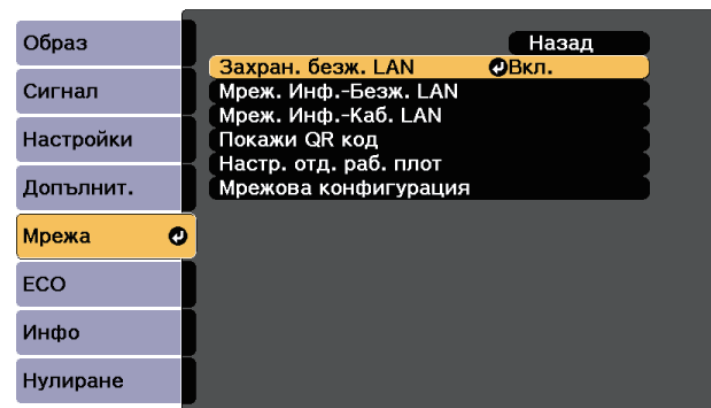 Образ
Сигнал
Настройки
Допълнит.
Мрежа
ECO
Инфо
Нулиране
Назад
Захран. безж. LAN Вкл.
Мреж. Инф.-Безж. LAN
Мреж. Инф.-Каб. LAN
Покажи QR код
Настр. отд. раб. плот
Мрежова конфигурация